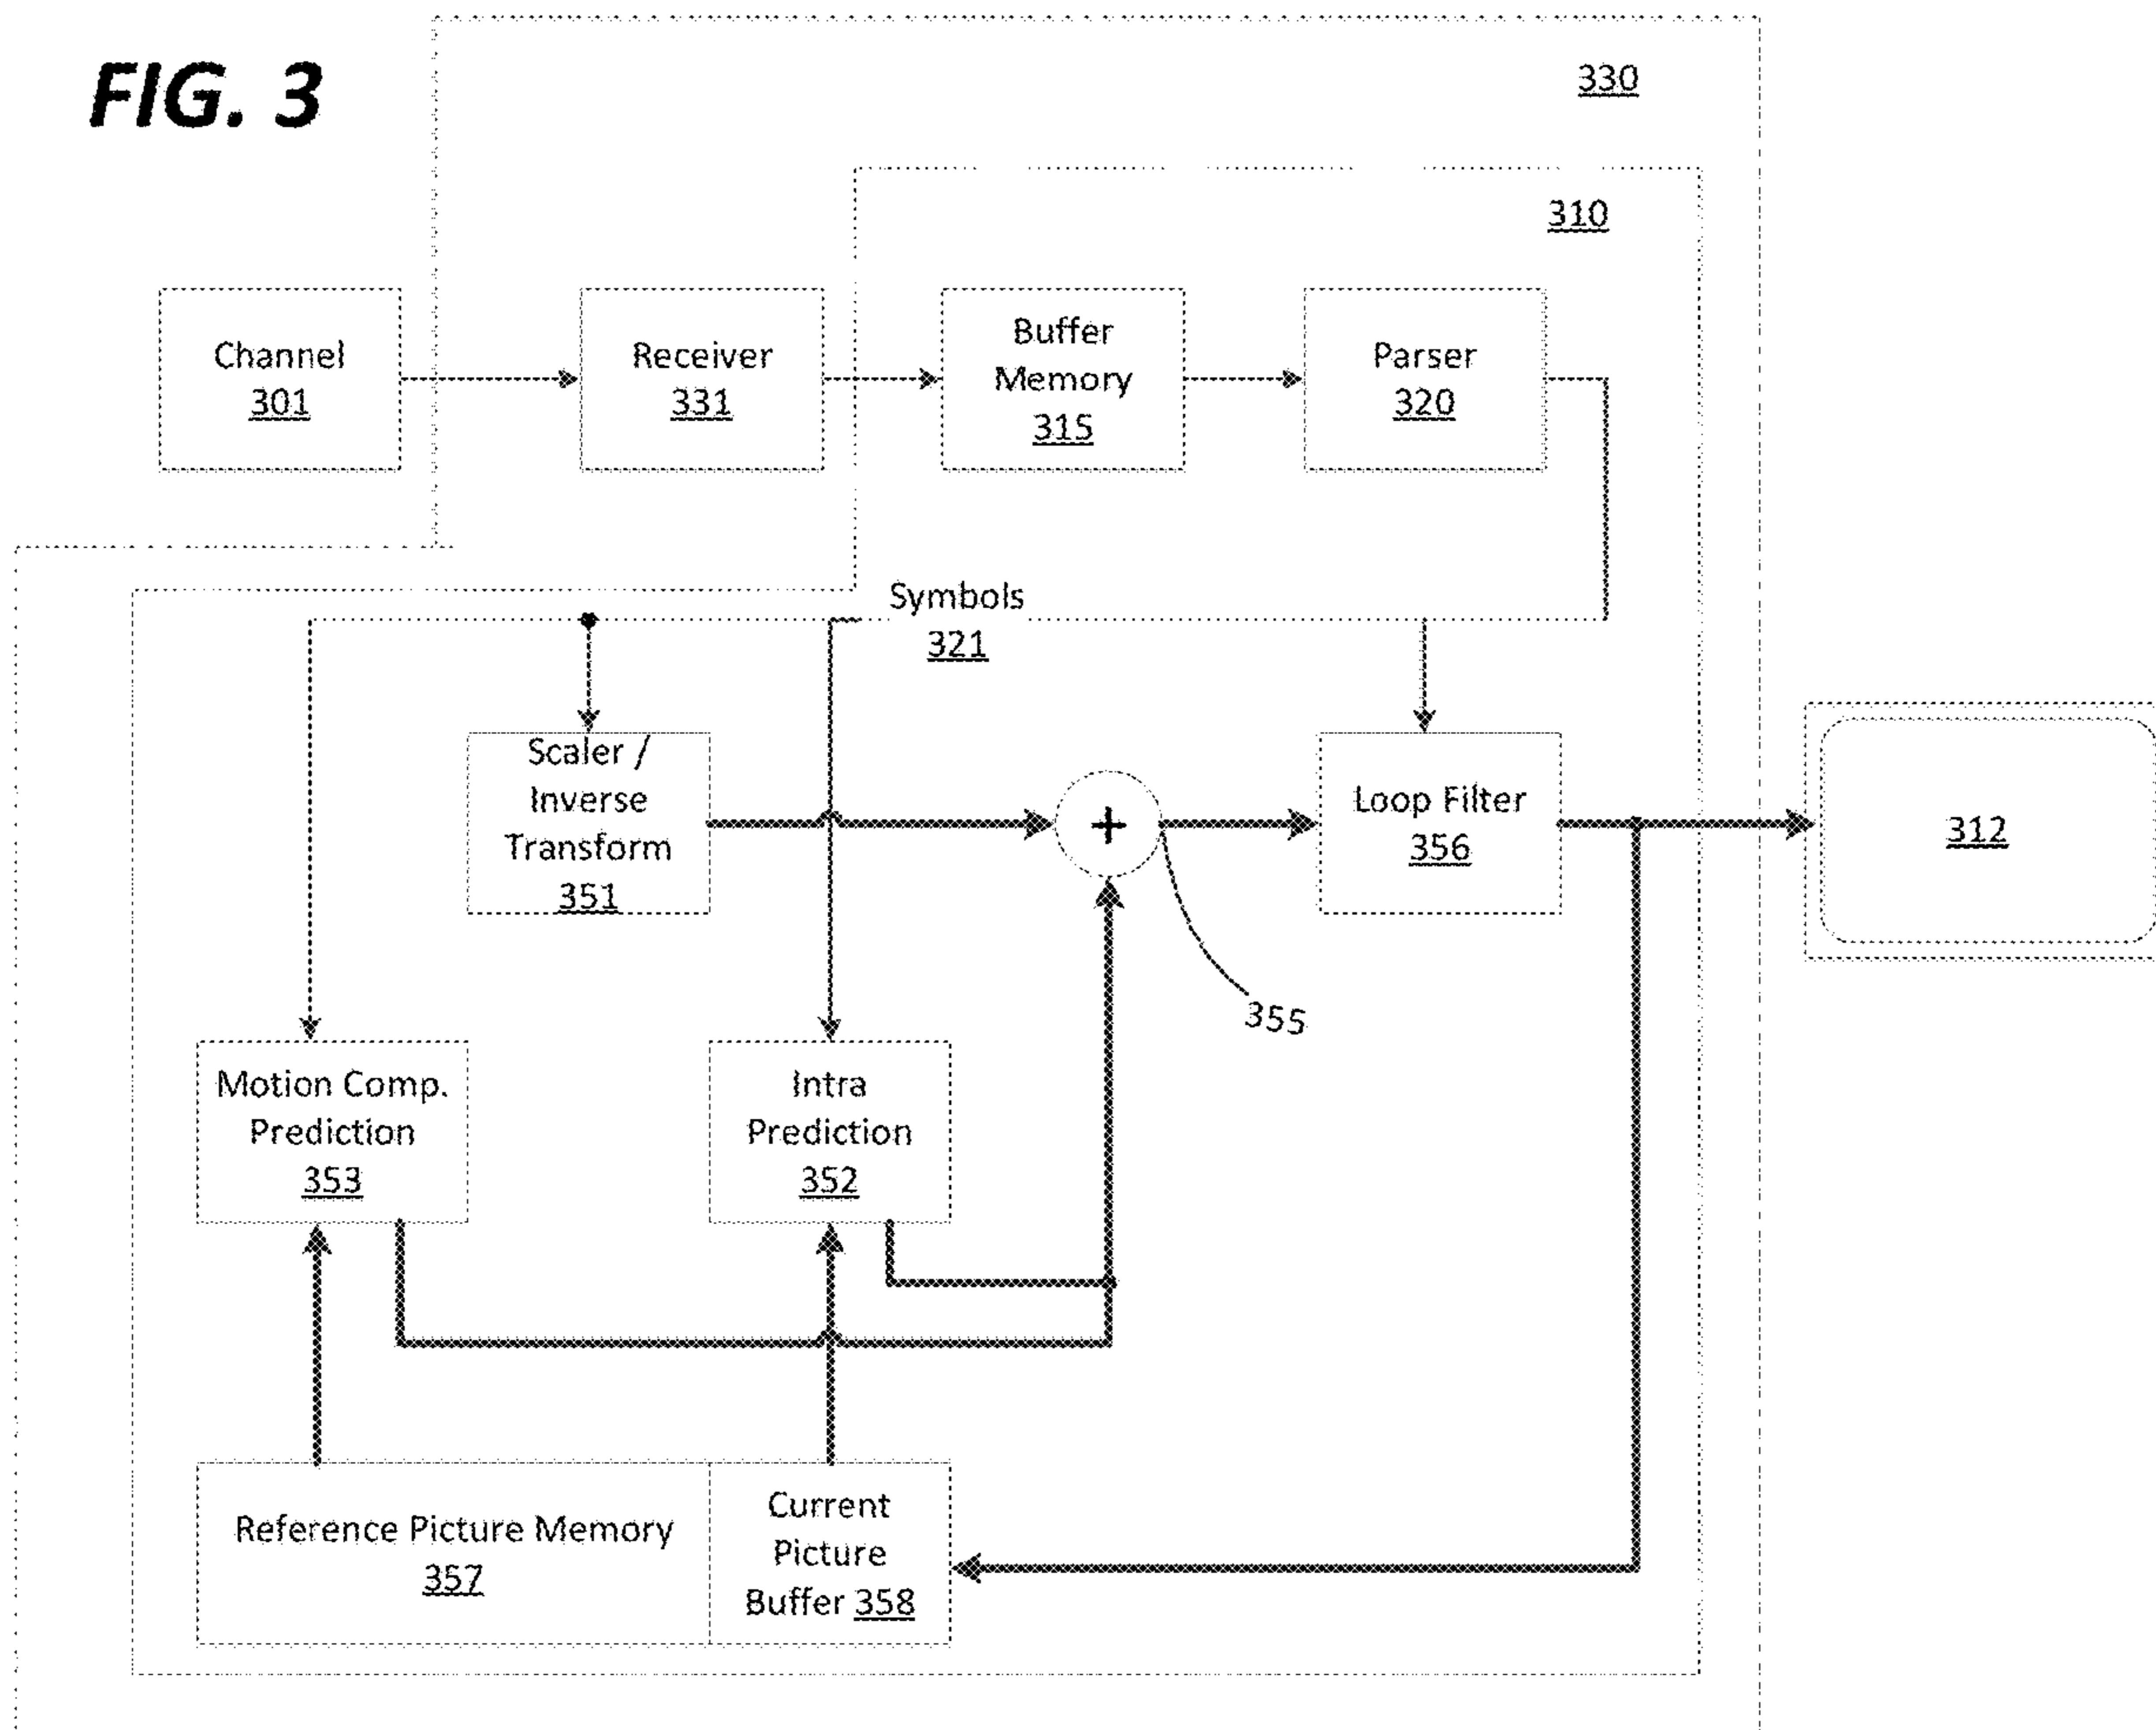 FIG. 3
330
310
Channel
301
Receiver
331
Buffer
Memory
315
Parser
320
Symbols
321
Scaler /
Inverse
Transform
351
+
355
Loop Filter
356
312
Motion Comp.
Prediction
353
Intra
Prediction
352
Reference Picture Memory
357
Current
Picture
Buffer 358